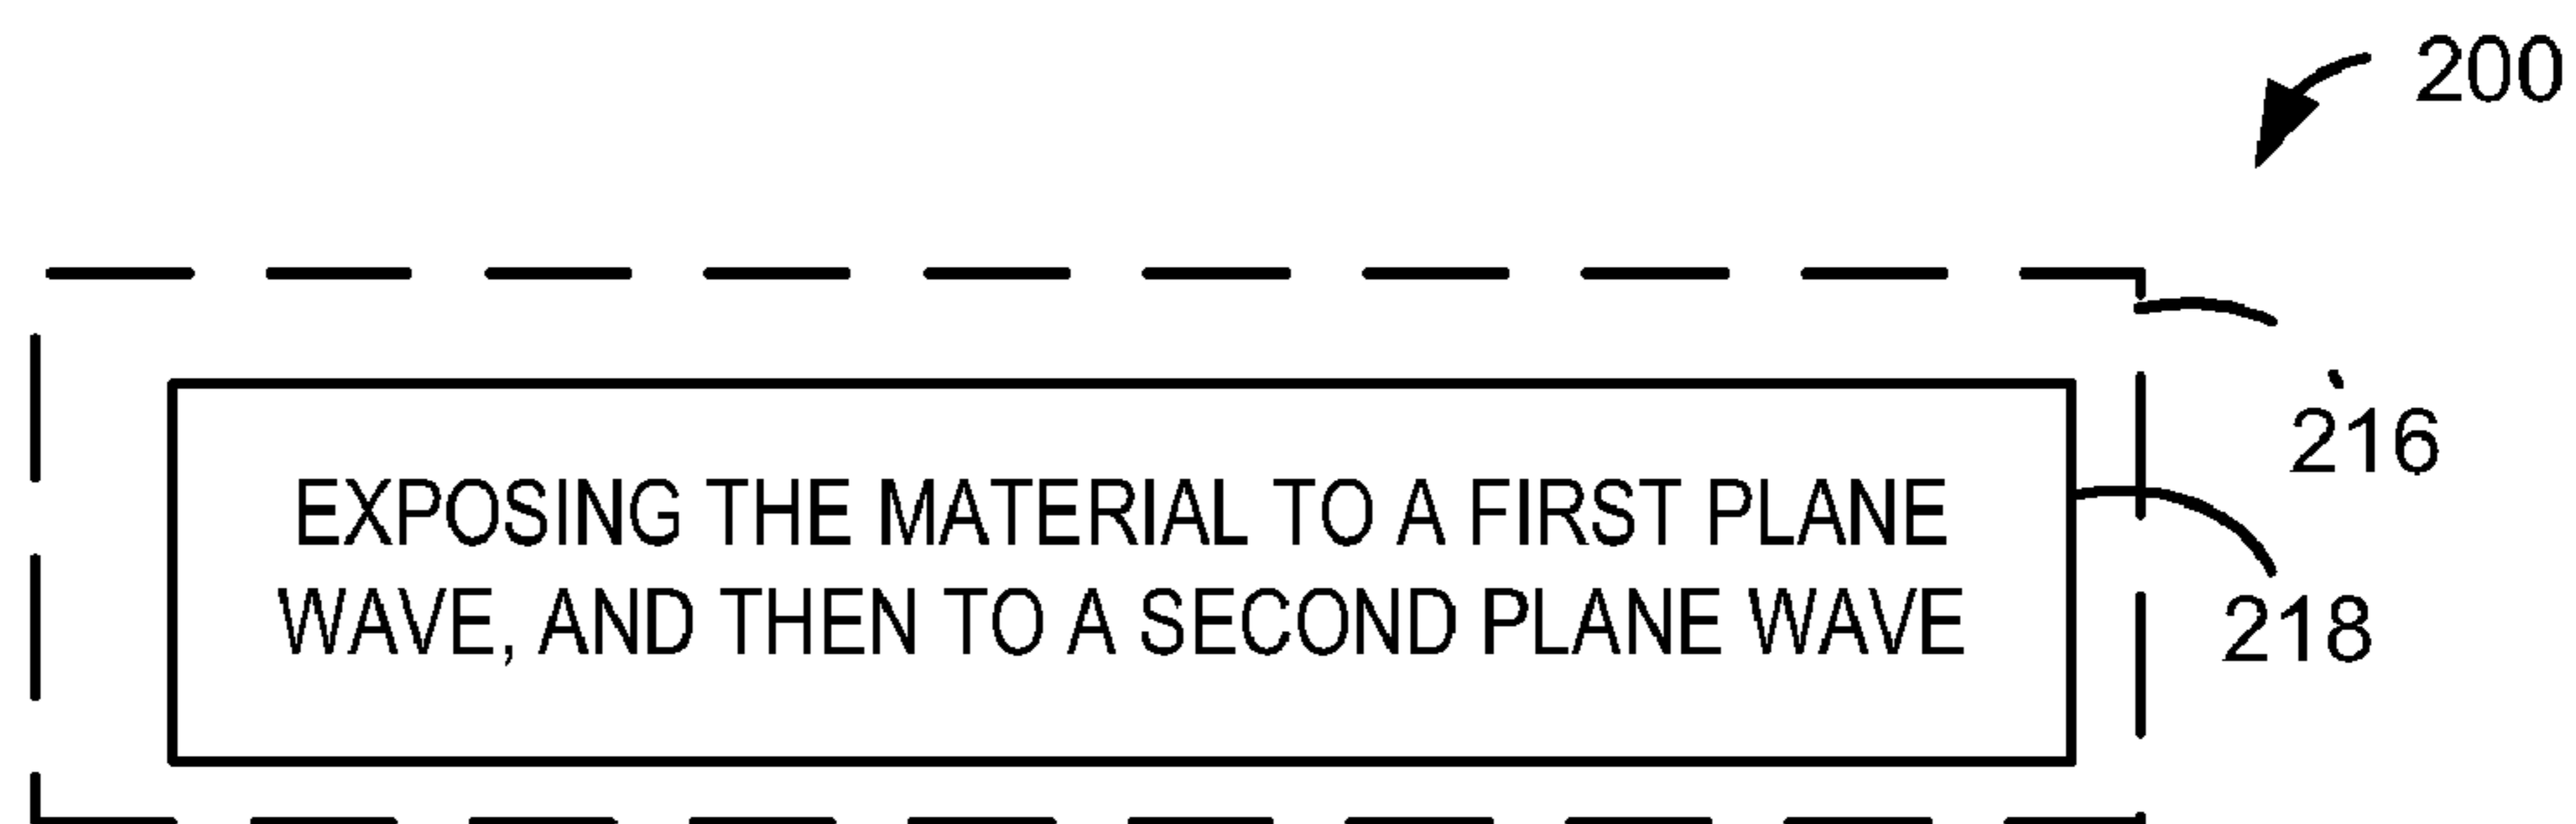 200
216
EXPOSING THE MATERIAL TO A FIRST PLANE
WAVE, AND THEN TO A SECOND PLANE WAVE
218